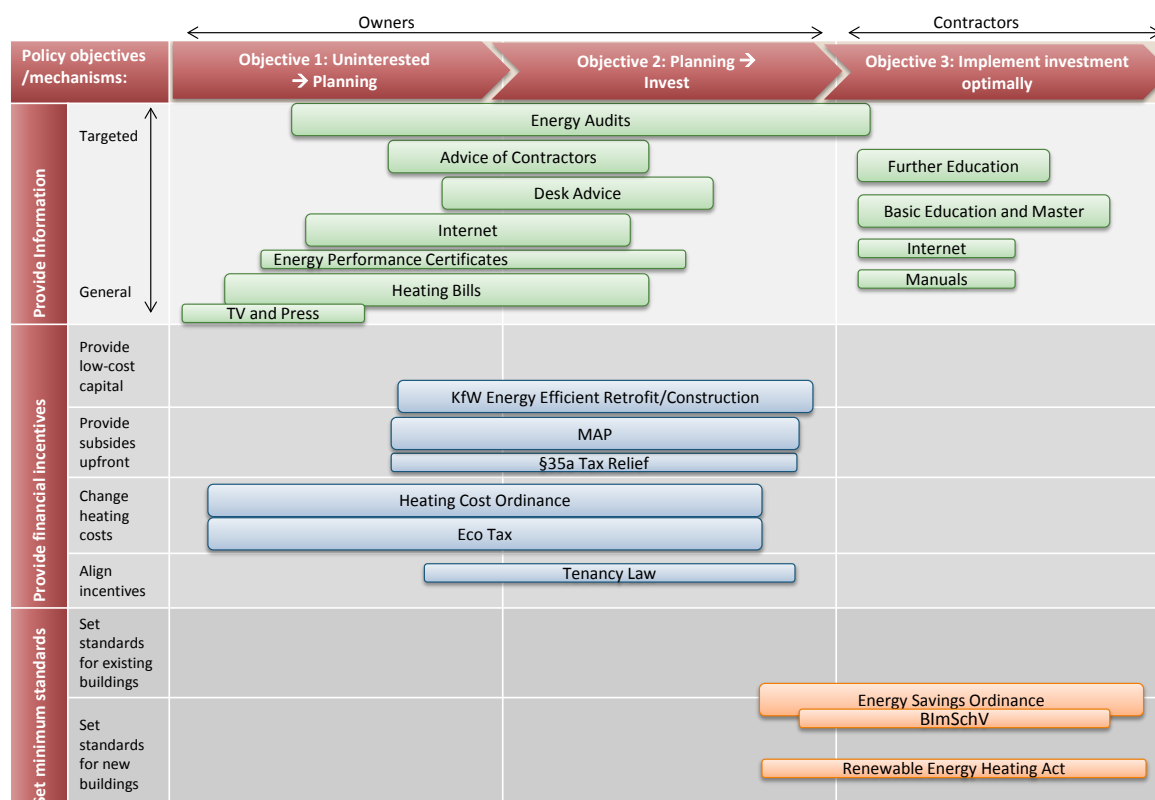 Owners
Contractors
Policy objectives
/mechanisms:
Objective 1: Uninterested
→ Planning
Objective 2: Planning →
Invest
Objective 3: Implement investment
optimally
Provide Information
Targeted
General
Energy Audits
Advice of Contractors
Desk Advice
Internet
Energy Performance Certificates
Heating Bills
TV and Press
Further Education
Basic Education and Master
Internet
Manuals
Provide financial incentives
Provide
low-cost
capital
KfW Energy Efficient Retrofit/Construction
Provide
subsides
upfront
MAP
§35a Tax Relief
Change
heating
costs
Heating Cost Ordinance
Eco Tax
Align
incentives
Tenancy Law
Set minimum standards
Set
standards
for existing
buildings
Energy Savings Ordinance
BImSchV
Set
standards
for new
buildings
Renewable Energy Heating Act